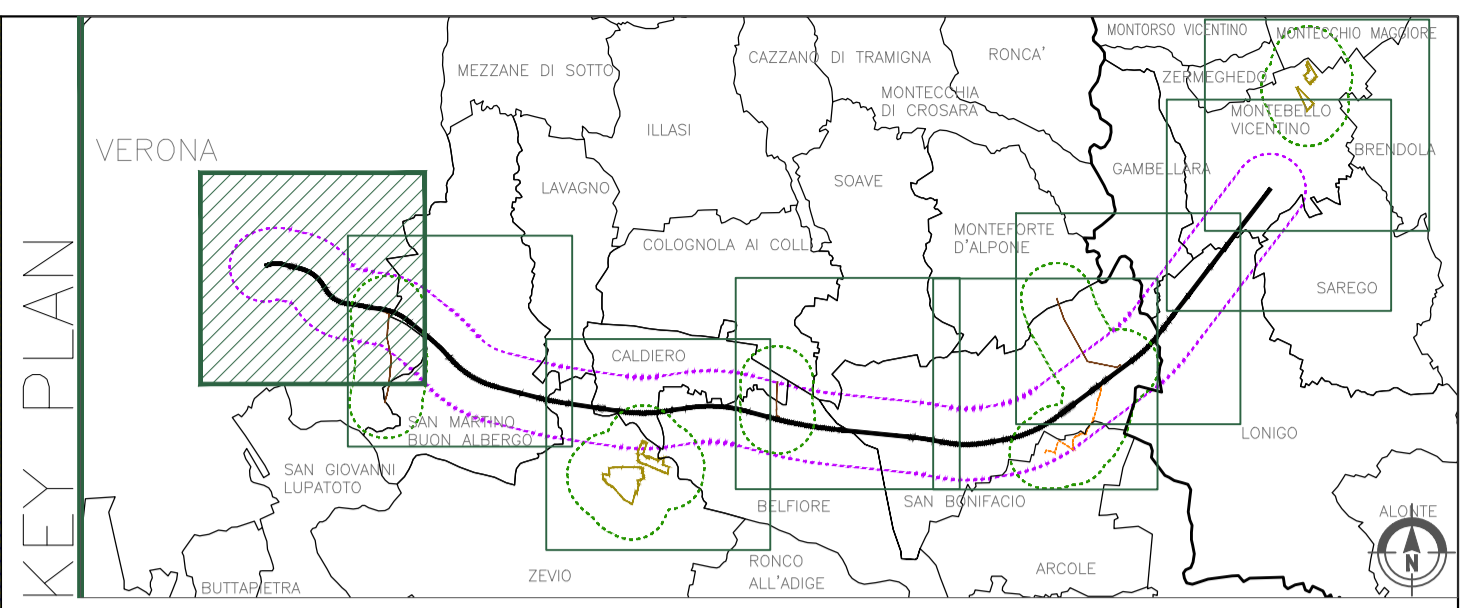 KEY PLAN
VERONA
MEZZANE DI SOTTO
CAZZANO DI TRAMIGNA
RONCA'
MONTORSO VICENTINO
MONTECCHIO MAGGIORE
ZERMEGHEDO
MONTECCHIA
DI CROSARA
MONTEBELLO
VICENTINO
ILLASI
BRENDOLA
LAVAGNO
SOAVE
GAMBELLARA
MONTEFORTE
D'ALPONE
COLOGNOLA AI COLL
SAREGO
CALDIERO
SAN MARTINO
BUON ALBERGO
LONIGO
SAN GIOVANNI
LUPATOTO
BELFIORE
SAN BONIFACIO
ALONTE
ZEVIO
RONCO
ALL'ADIGE
ARCOLE
BUTTAPIETRA
N